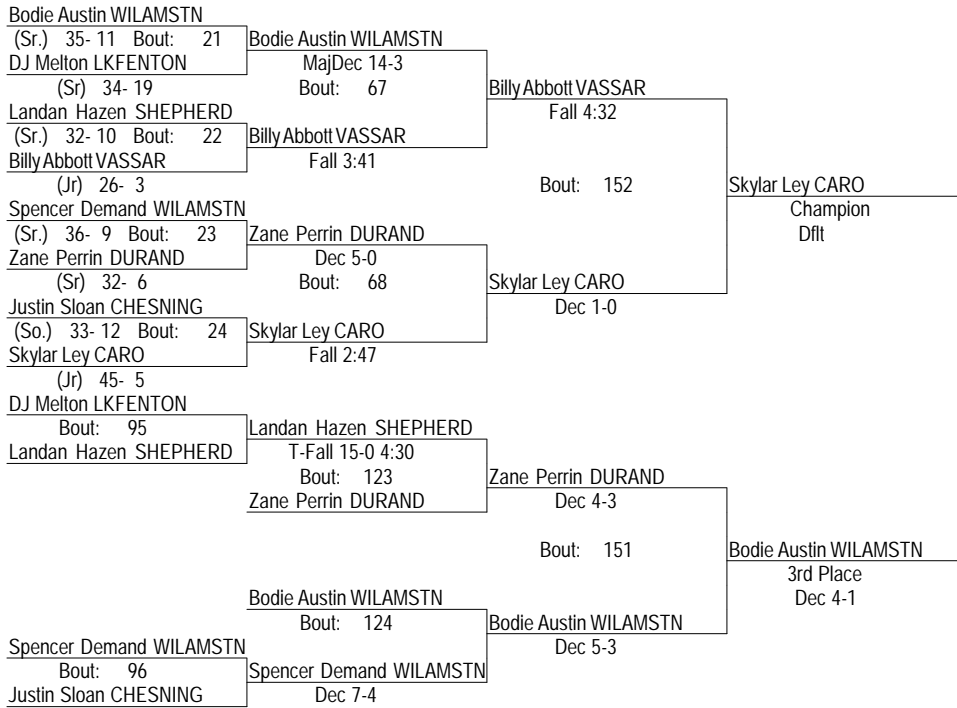 Bodie Austin WILAMSTN
(Sr.) 35- 11 Bout: 21
Bodie Austin WILAMSTN
DJ Melton LKFENTON
MajDec 14-3
(Sr) 34- 19
Bout: 67
Billy Abbott VASSAR
Landan Hazen SHEPHERD
Fall 4:32
(Sr.) 32- 10 Bout: 22
Billy Abbott VASSAR
Billy Abbott VASSAR
Fall 3:41
(Jr) 26- 3
Bout: 152
Skylar Ley CARO
Spencer Demand WILAMSTN
Champion
(Sr.) 36- 9 Bout: 23
Zane Perrin DURAND
Dflt
Zane Perrin DURAND
Dec 5-0
(Sr) 32- 6
Bout: 68
Skylar Ley CARO
Justin Sloan CHESNING
Dec 1-0
(So.) 33- 12 Bout: 24
Skylar Ley CARO
Skylar Ley CARO
Fall 2:47
(Jr) 45- 5
DJ Melton LKFENTON
Bout: 95
Landan Hazen SHEPHERD
Landan Hazen SHEPHERD
T-Fall 15-0 4:30
Bout: 123
Zane Perrin DURAND
Zane Perrin DURAND
Dec 4-3
Bout: 151
Bodie Austin WILAMSTN
3rd Place
Bodie Austin WILAMSTN
Dec 4-1
Bout: 124
Bodie Austin WILAMSTN
Spencer Demand WILAMSTN
Dec 5-3
Bout: 96
Spencer Demand WILAMSTN
Justin Sloan CHESNING
Dec 7-4